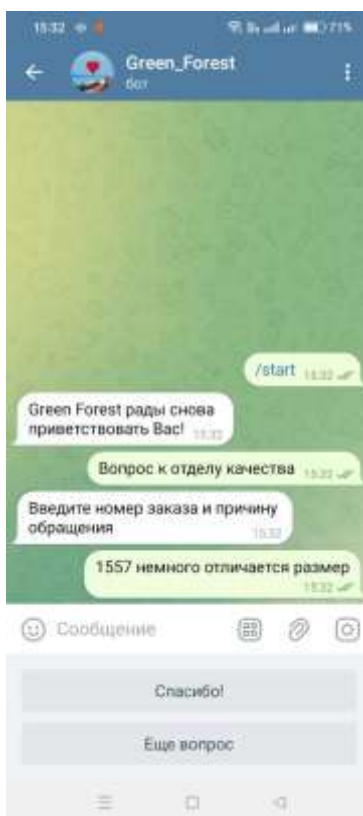 15:32
71%
Green_Forest
бот
/start 15:32
Green Forest рады снова
приветствовать Вас! 15:32
Вопрос к отделу качества 15:32
Введите номер заказа и причину
обращения 15:32
1557 немного отличается размер
15:32
Сообщение
Спасибо!
Еще вопрос